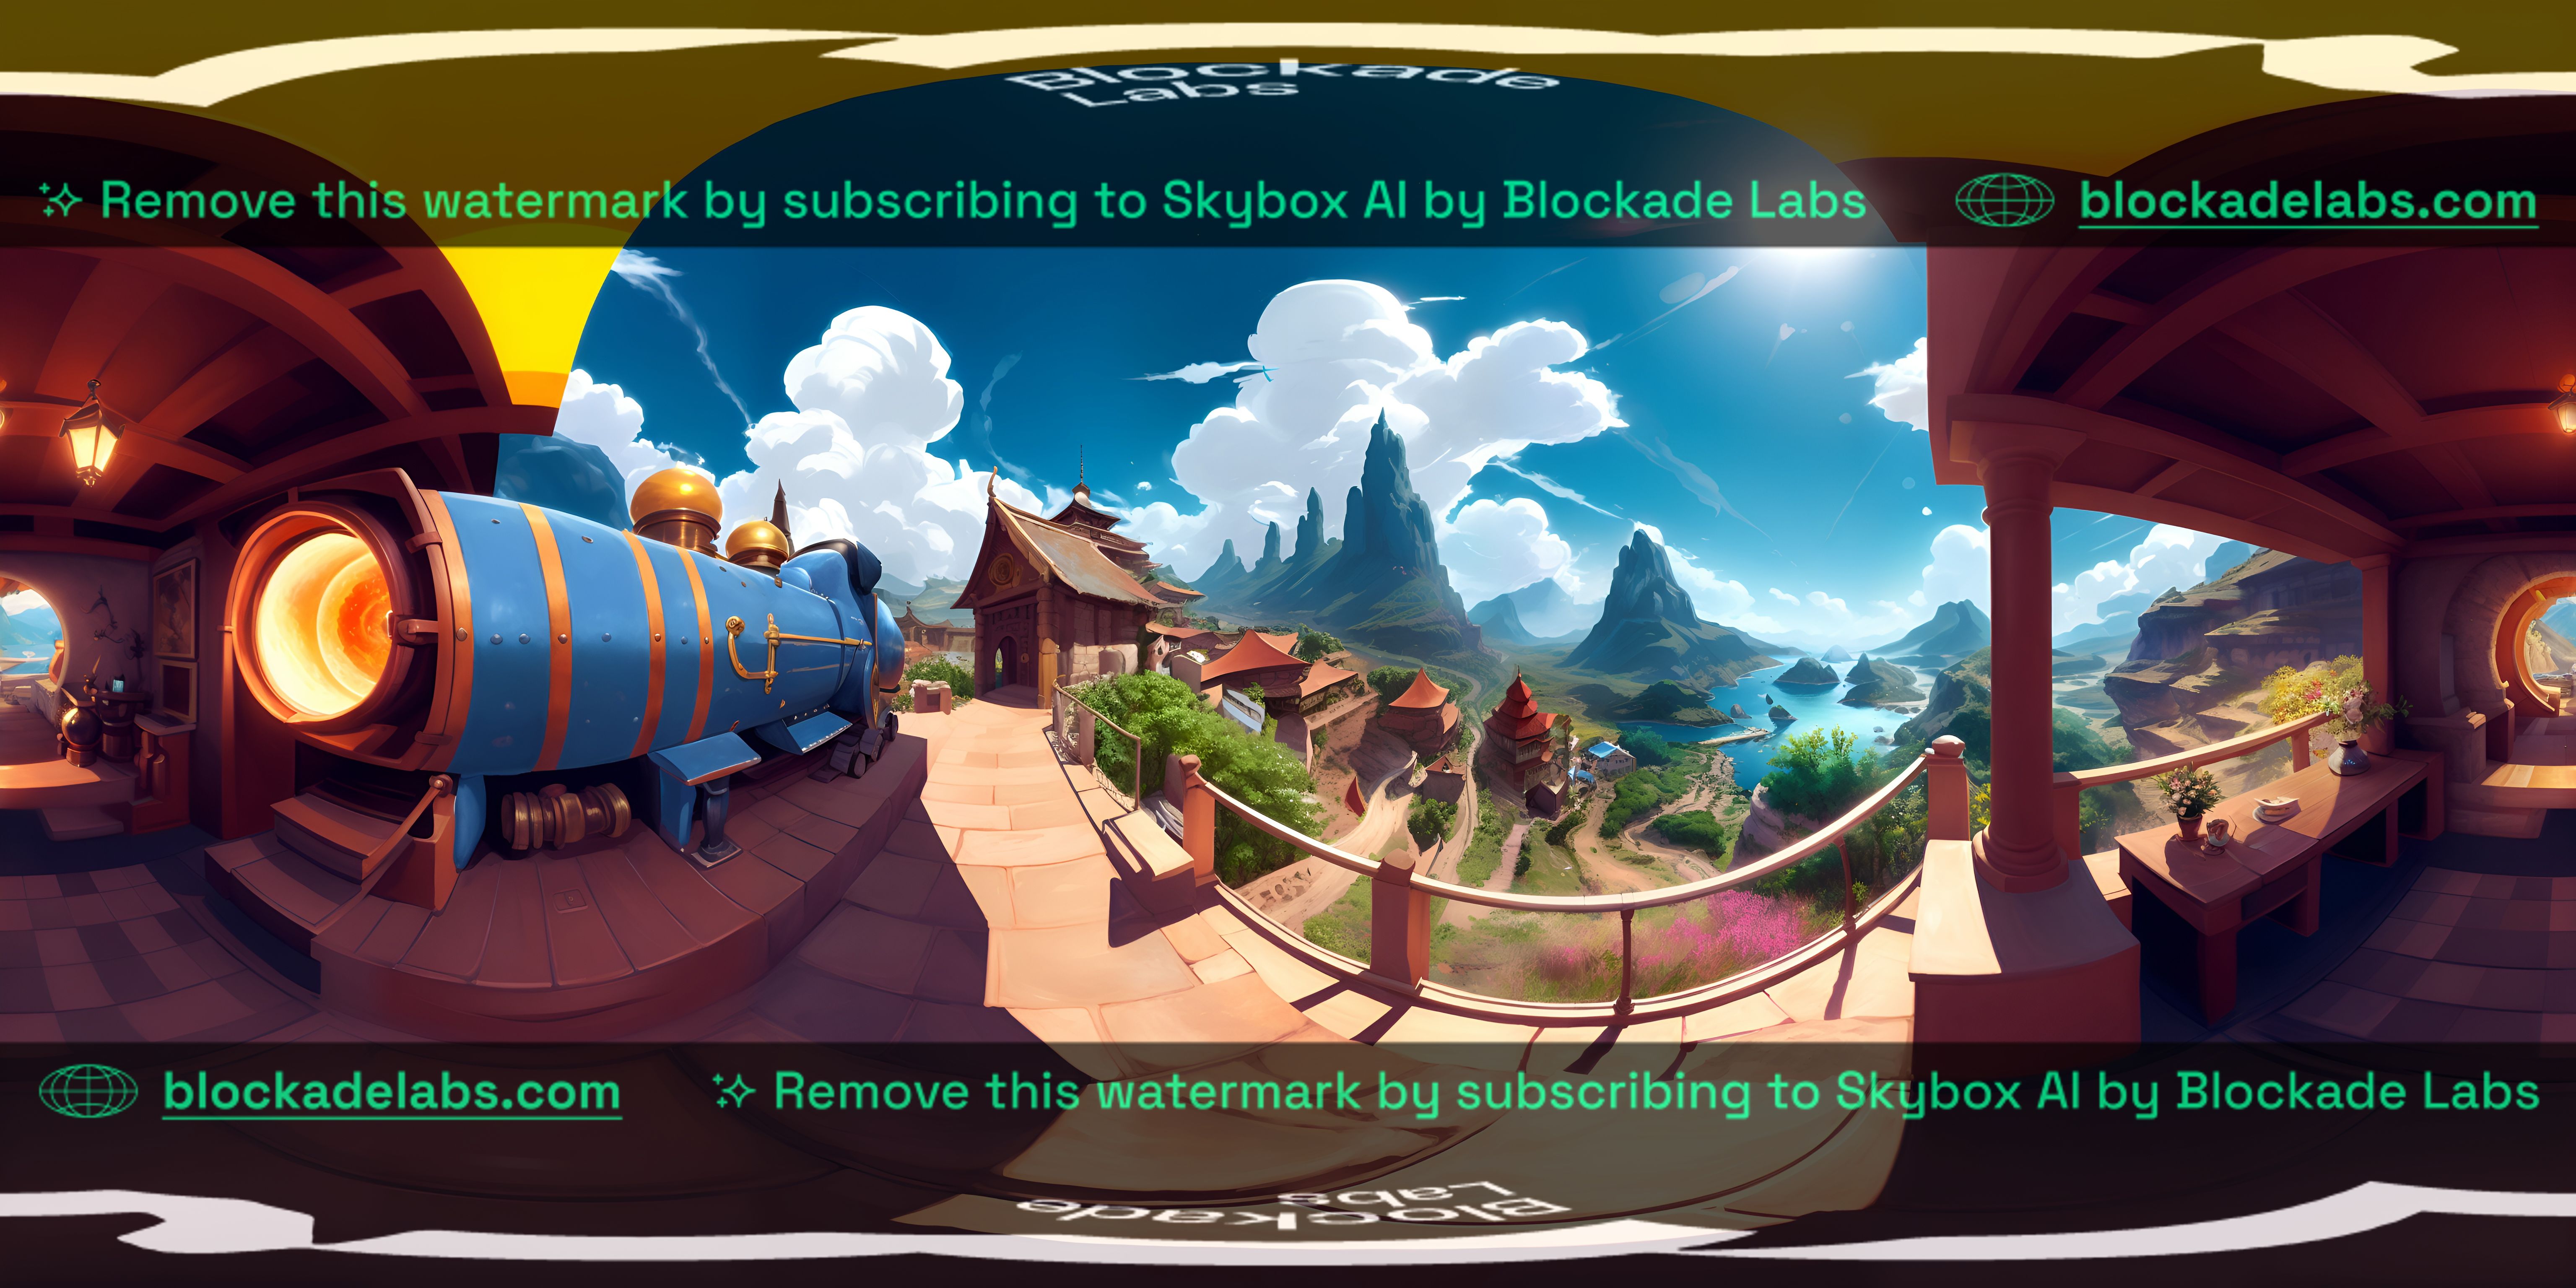 Blockade
Labs
Remove this watermark by subscribing to Skybox AI by Blockade Labs
blockadelabs.com
blockadelabs.com
Remove this watermark by subscribing to Skybox AI by Blockade Labs
Blockade
Labs